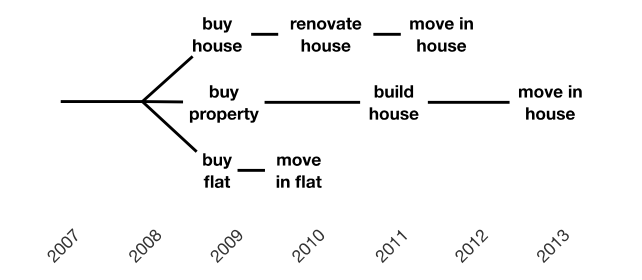 buy
house
renovate
house
move in
house
buy
property
build
house
move in
house
buy
flat
move
in flat
2007
2008
2009
2010
2011
2012
2013